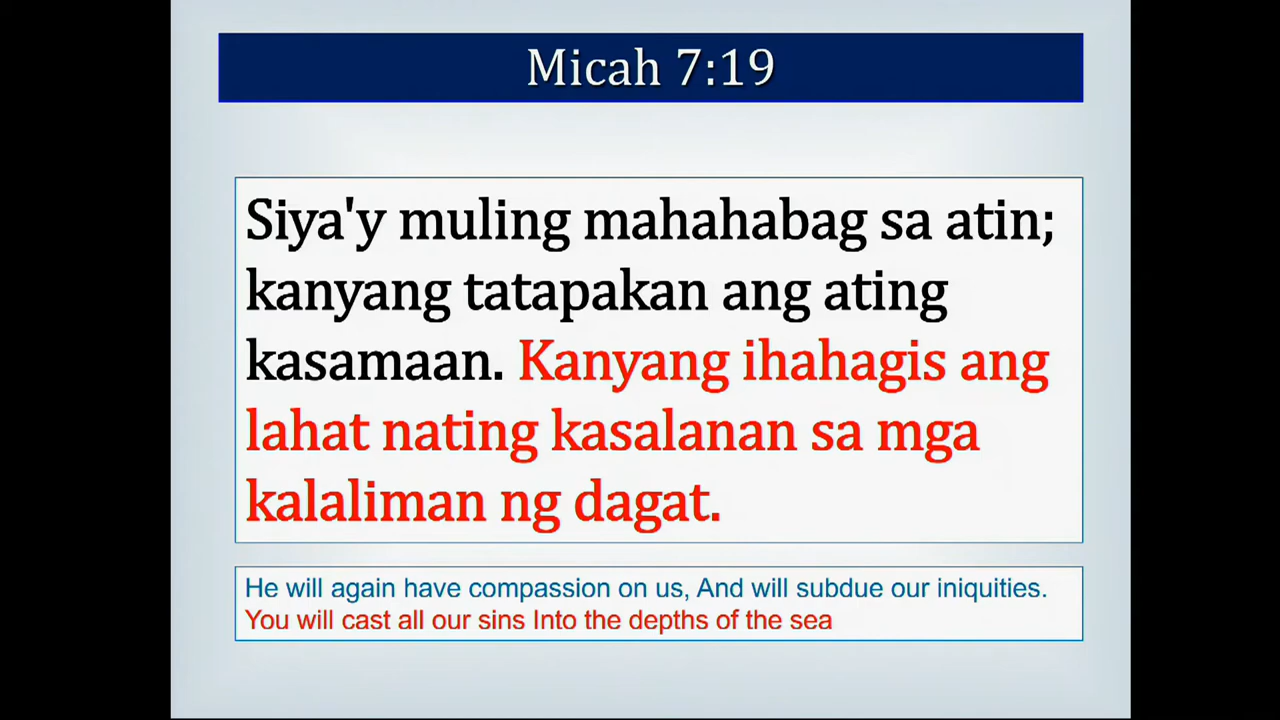 Micah 7:19
Siya'y muling mahahabag sa atin;
kanyang tatapakan ang ating
kasamaan. Kanyang ihahagis ang
lahat nating kasalanan sa mga
kalaliman ng dagat.
He will again have compassion on us, And will subdue our iniquities.
You will cast all our sins Into the depths of the sea